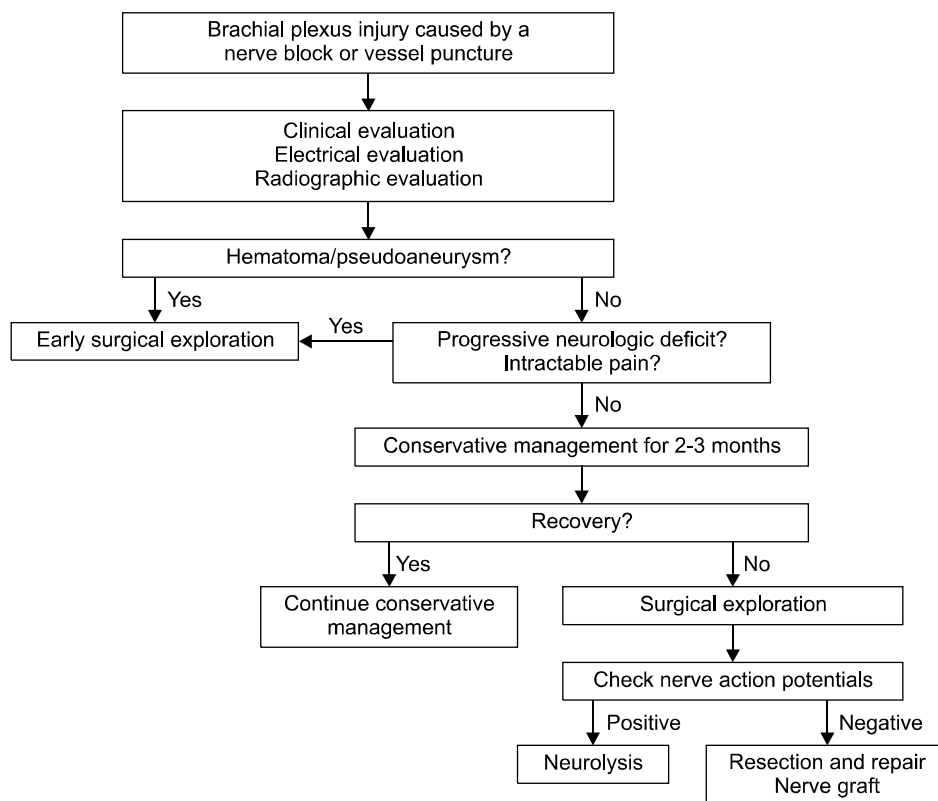 Brachial plexus injury caused by a
nerve block or vessel puncture
Clinical evaluation
Electrical evaluation
Radiographic evaluation
Hematoma/pseudoaneurysm?
Yes
No
Early surgical exploration
Yes
Progressive neurologic deficit?
Intractable pain?
No
Conservative management for 2-3 months
Recovery?
Yes
No
Continue conservative
management
Surgical exploration
Check nerve action potentials
Positive
Negative
Neurolysis
Resection and repair
Nerve graft